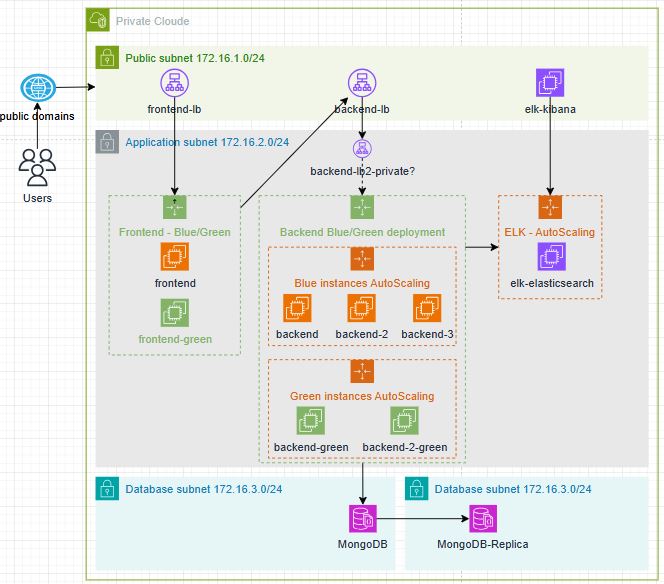 Private Cloude
Public subnet 172.16.1.0/24
frontend-lb
backend-lb
elk-kibana
public domains
Users
Application subnet 172.16.2.0/24
backend-lb2-private?
Frontend - Blue/Green
frontend
frontend-green
Backend Blue/Green deployment
Blue instances AutoScaling
backend
backend-2
backend-3
Green instances AutoScaling
backend-green
backend-2-green
ELK - AutoScaling
elk-elasticsearch
Database subnet 172.16.3.0/24
MongoDB
Database subnet 172.16.3.0/24
MongoDB-Replica